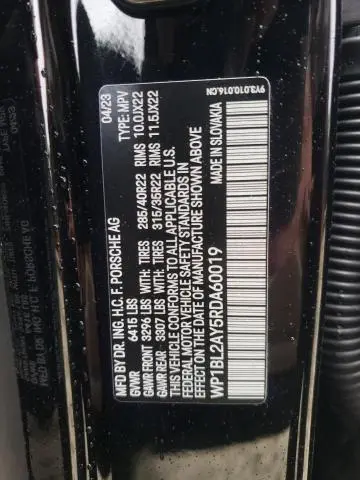 MFD BY DR. ING. H.C. F. PORSCHE AG 04/23
GVWR 6415 LBS TYPE: MPV
GAWR FRONT 3296 LBS WITH: TIRES 285/40R22 RIMS 10.0JX22
GAWR REAR 3307 LBS WITH: TIRES 315/35R22 RIMS 11.5JX22
THIS VEHICLE CONFORMS TO ALL APPLICABLE U.S.
FEDERAL MOTOR VEHICLE SAFETY STANDARDS
IN EFFECT ON THE DATE OF MANUFACTURE SHOWN ABOVE
WP1BL2AY5RDA60019
MADE IN SLOVAKIA
9Y3.010.016.CN